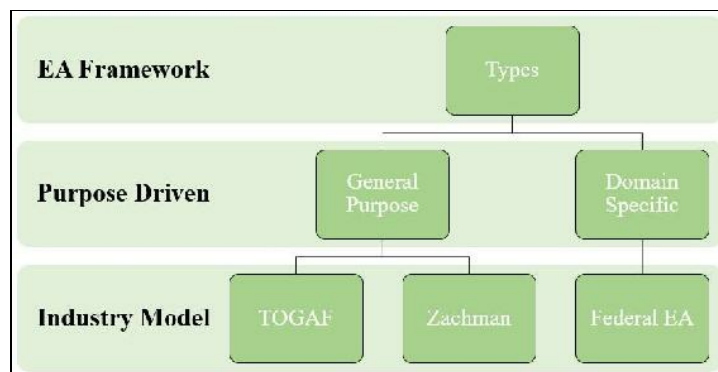 EA Framework
Types
Purpose Driven
General
Purpose
Domain
Specific
Industry Model
TOGAF
Zachman
Federal EA